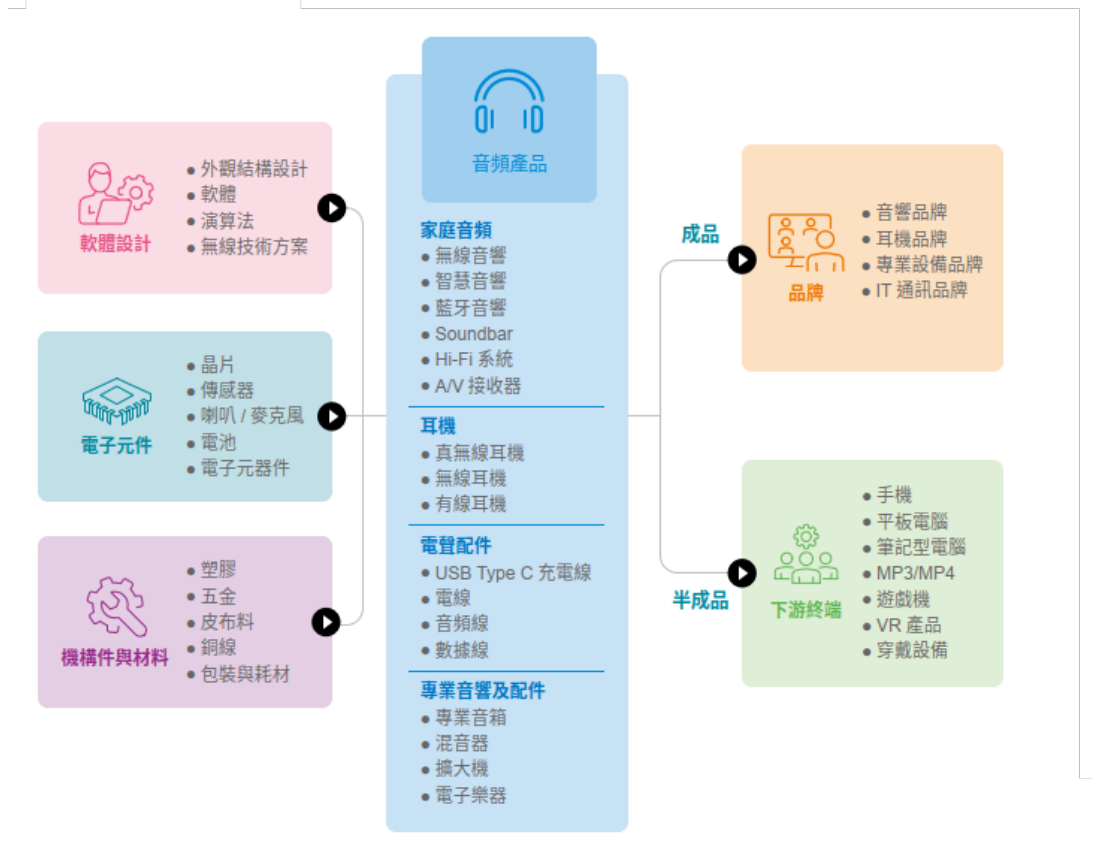 軟體設計
● 外觀結構設計
● 軟體
● 演算法
● 無線技術方案
電子元件
● 晶片
● 傳感器
● 喇叭 / 麥克風
● 電池
● 電子元器件
機構件與材料
● 塑膠
● 五金
● 皮布料
● 銅線
● 包裝與耗材
音頻產品
家庭音頻
● 無線音響
● 智慧音響
● 藍牙音響
● Soundbar
● Hi-Fi 系統
● A/V 接收器
耳機
● 真無線耳機
● 無線耳機
● 有線耳機
電聲配件
● USB Type C 充電線
● 電線
● 音頻線
● 數據線
專業音響及配件
● 專業音箱
● 混音器
● 擴大機
● 電子樂器
成品
品牌
● 音響品牌
● 耳機品牌
● 專業設備品牌
● IT 通訊品牌
半成品
下游終端
● 手機
● 平板電腦
● 筆記型電腦
● MP3/MP4
● 遊戲機
● VR 產品
● 穿戴設備